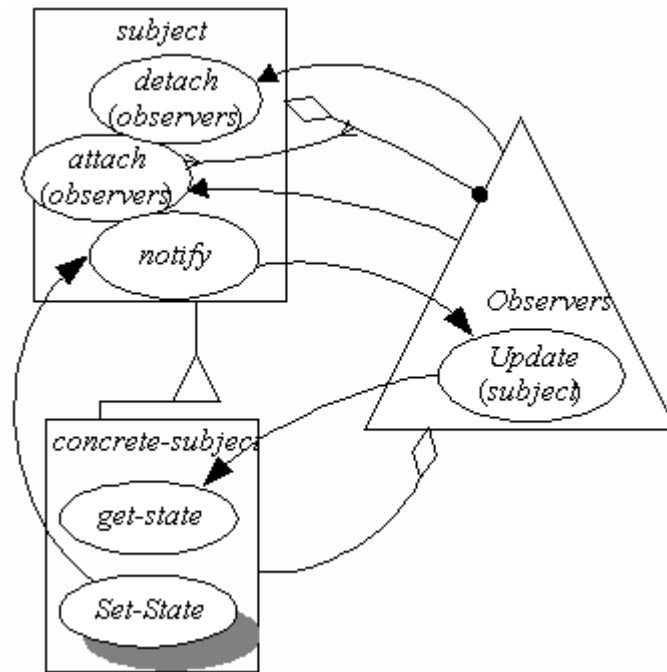 subject
detach
(observers)
attach
(observers)
notify
Observers
Update
(subject)
concrete-subject
get-state
Set-State